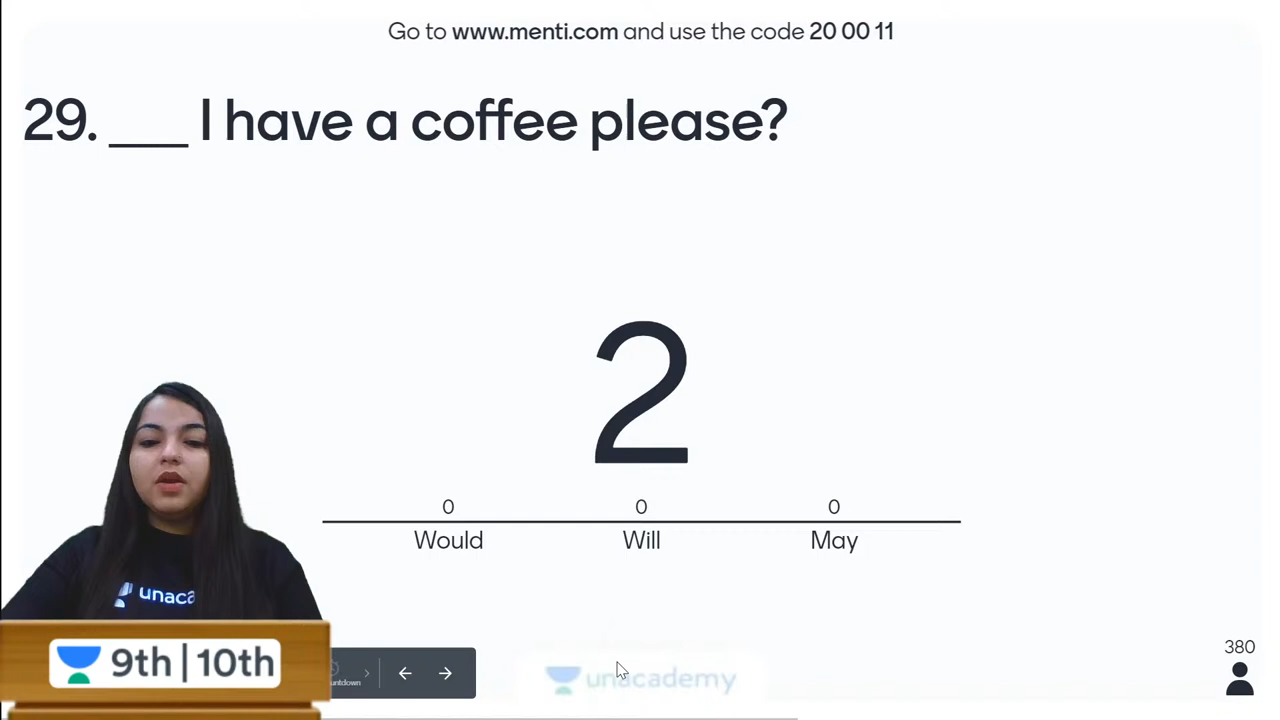 Go to www.menti.com and use the code 20 00 11
29. ___ I have a coffee please?
2
0 0 0
Would Will May
unaca
9th | 10th
unacademy
380